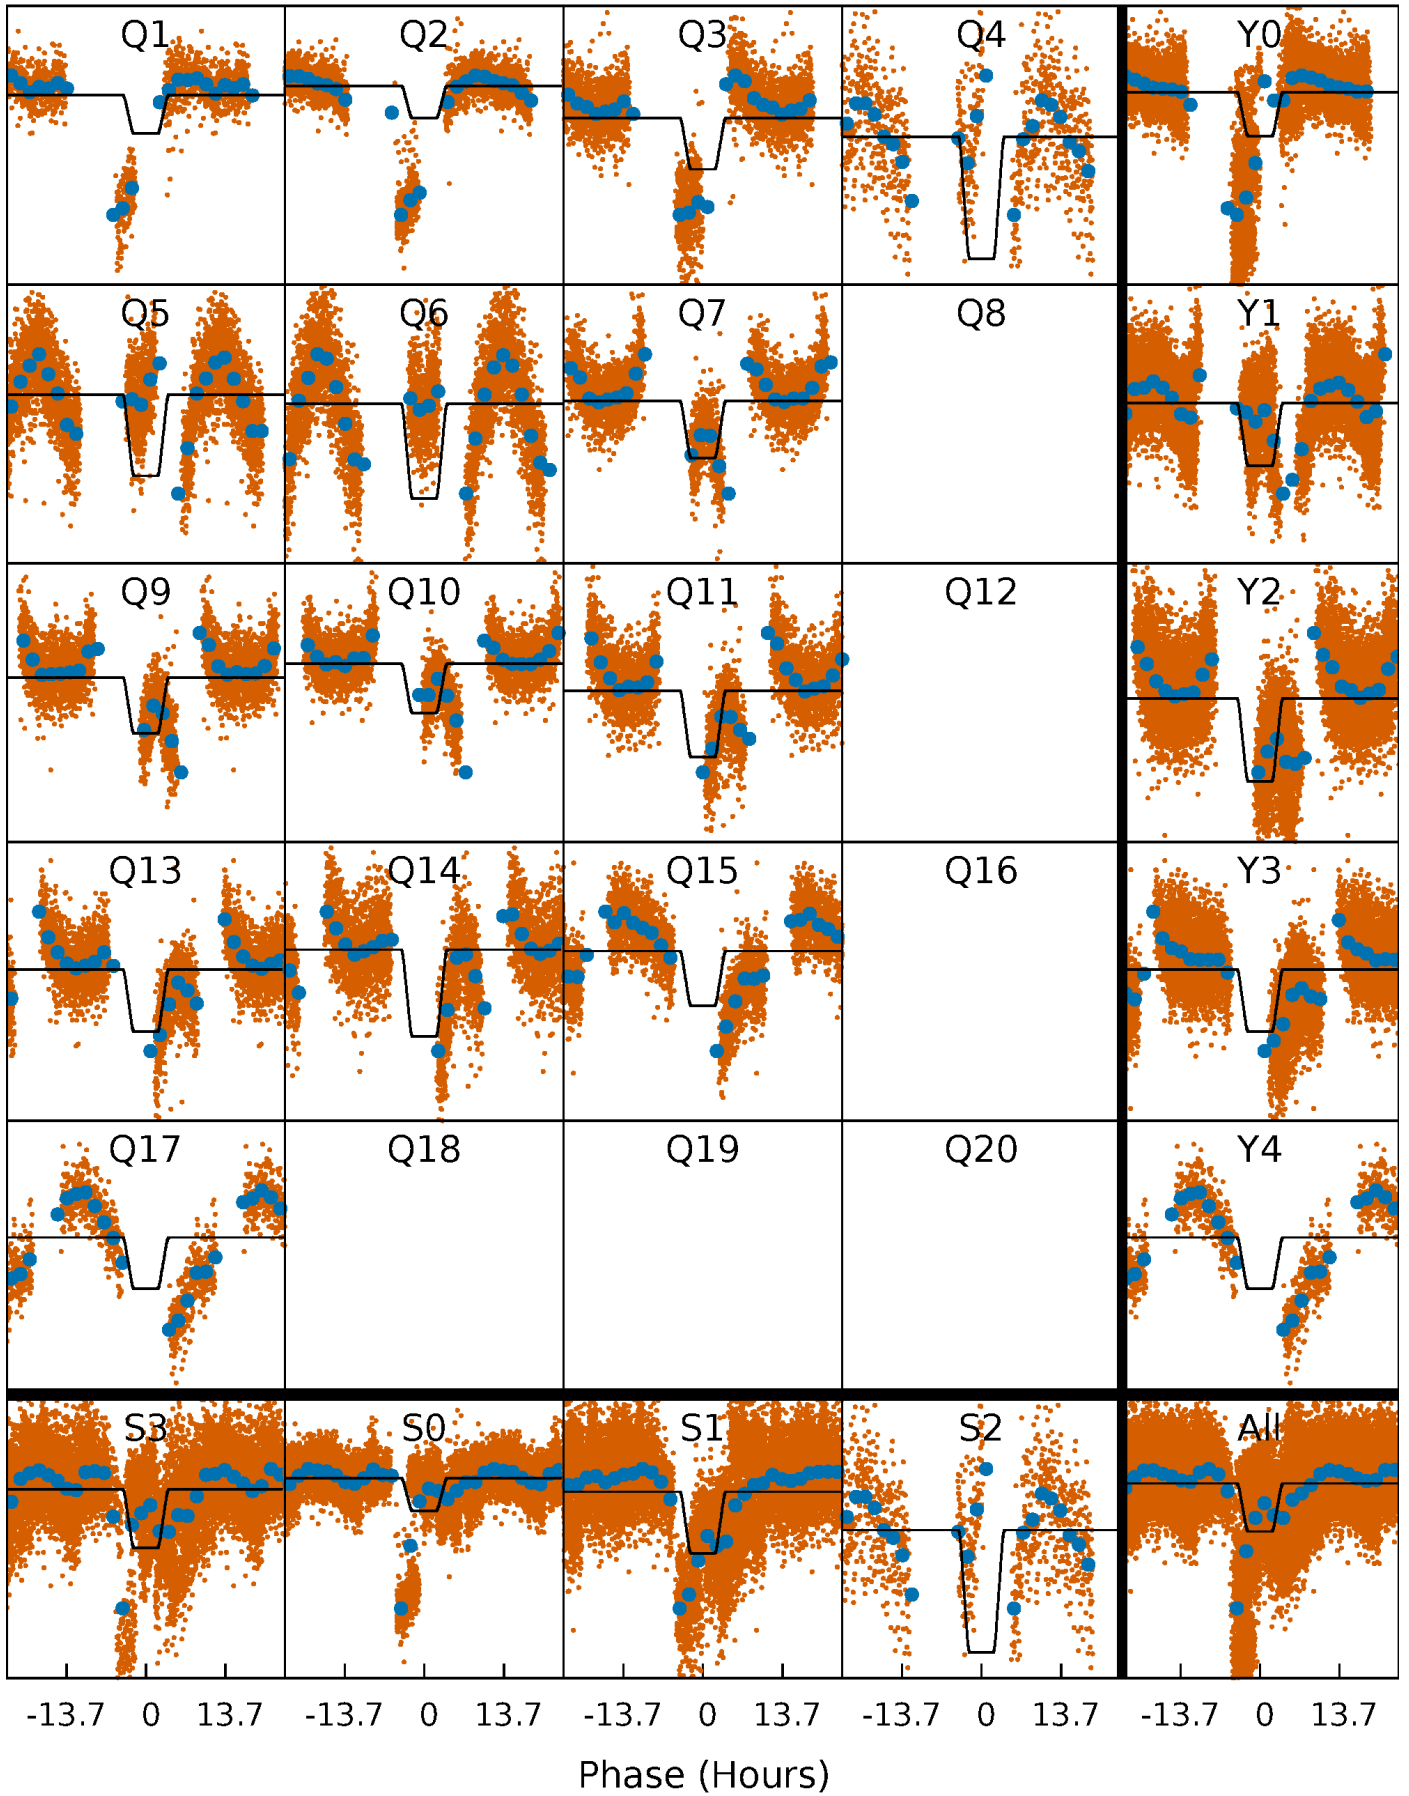 Q1 Q2 Q3 Q4 Y0
Q5 Q6 Q7 Q8 Y1
Q9 Q10 Q11 Q12 Y2
Q13 Q14 Q15 Q16 Y3
Q17 Q18 Q19 Q20 Y4
S3 S0 S1 S2 All
-13.7 0 13.7 -13.7 0 13.7 -13.7 0 13.7 -13.7 0 13.7 -13.7 0 13.7
Phase (Hours)